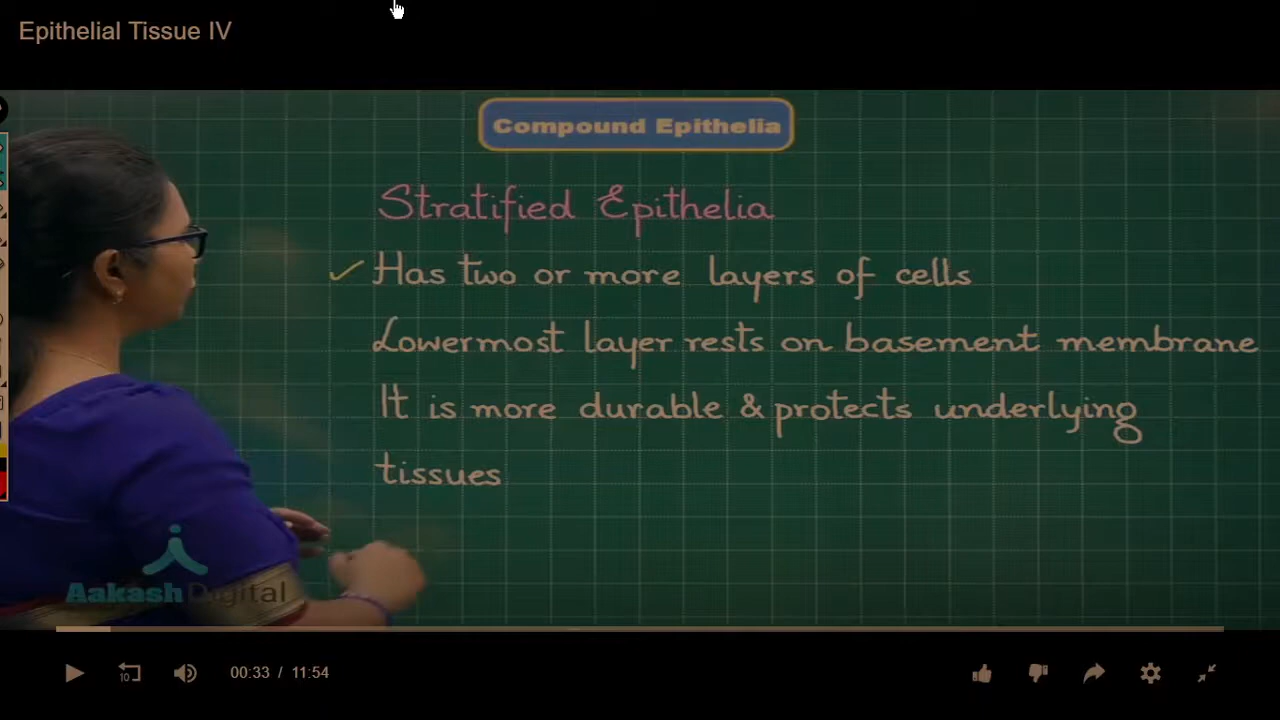 Epithelial Tissue IV
Compound Epithelia
Stratified Epithelia
Has two or more layers of cells
Lowermost layer rests on basement membrane
It is more durable & protects underlying
tissues
Aakash Digital
10
00:33 / 11:54